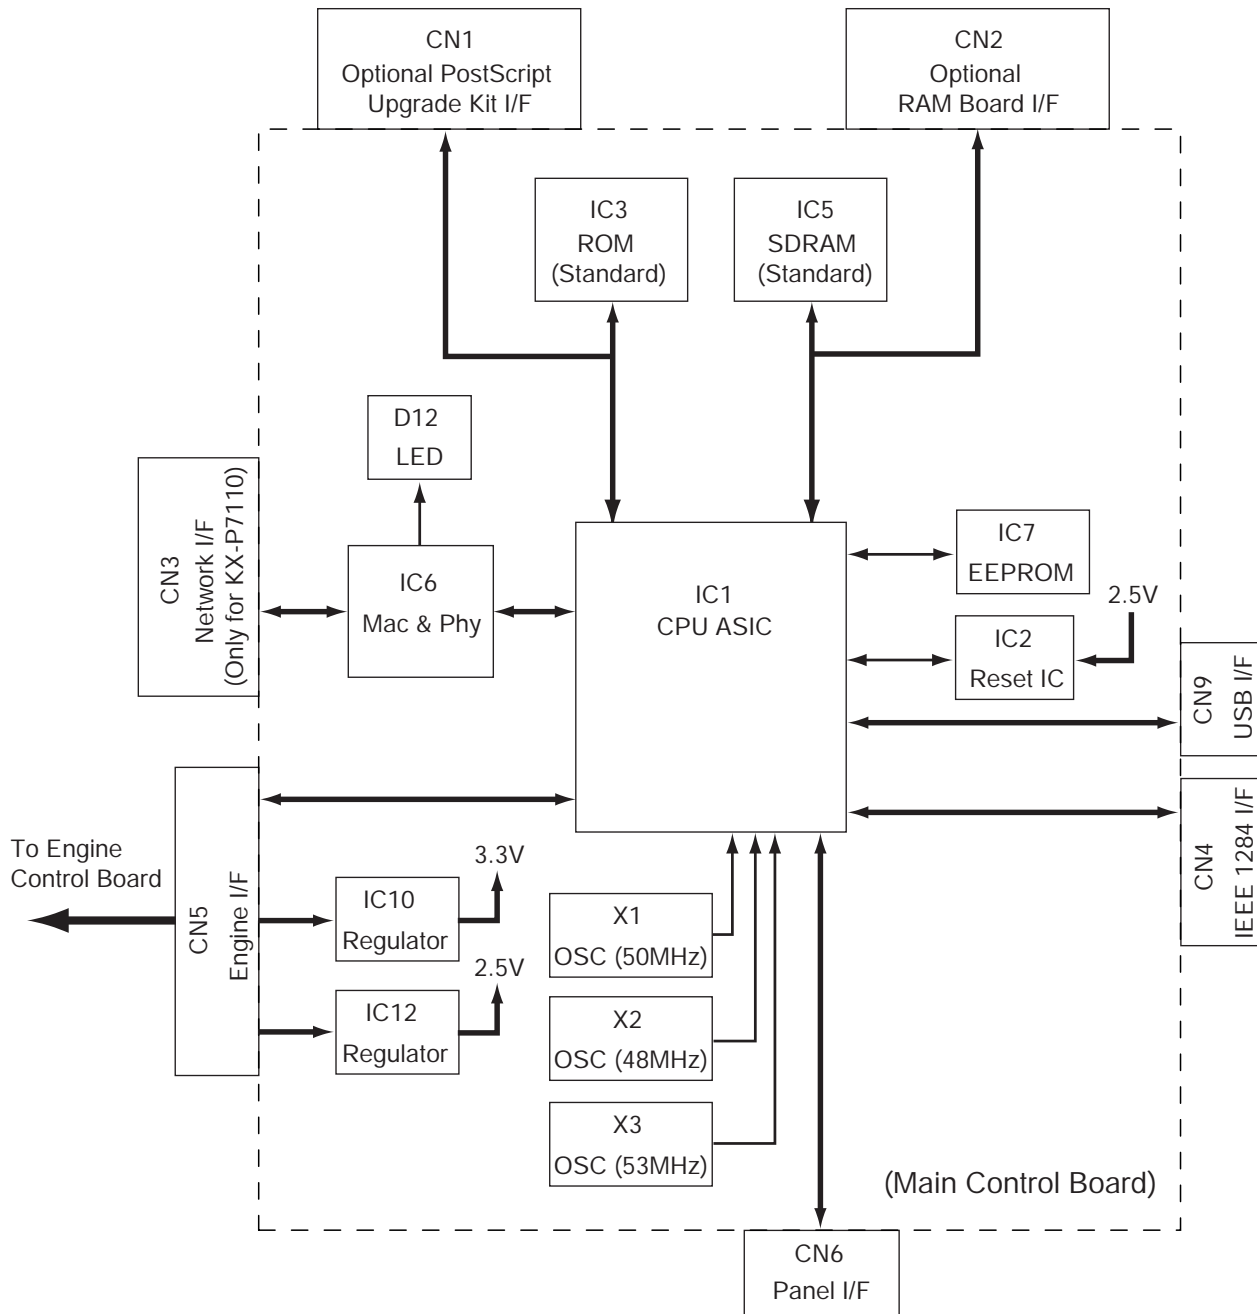 CN1
Optional PostScript
Upgrade Kit I/F
CN2
Optional
RAM Board I/F
IC3
ROM
(Standard)
IC5
SDRAM
(Standard)
D12
LED
CN3
Network I/F
(Only for KX-P7110)
IC6
Mac & Phy
IC1
CPU ASIC
IC7
EEPROM
2.5V
IC2
Reset IC
CN9
USB I/F
CN4
IEEE 1284 I/F
To Engine
Control Board
CN5
Engine I/F
3.3V
IC10
Regulator
2.5V
IC12
Regulator
X1
OSC (50MHz)
X2
OSC (48MHz)
X3
OSC (53MHz)
(Main Control Board)
CN6
Panel I/F